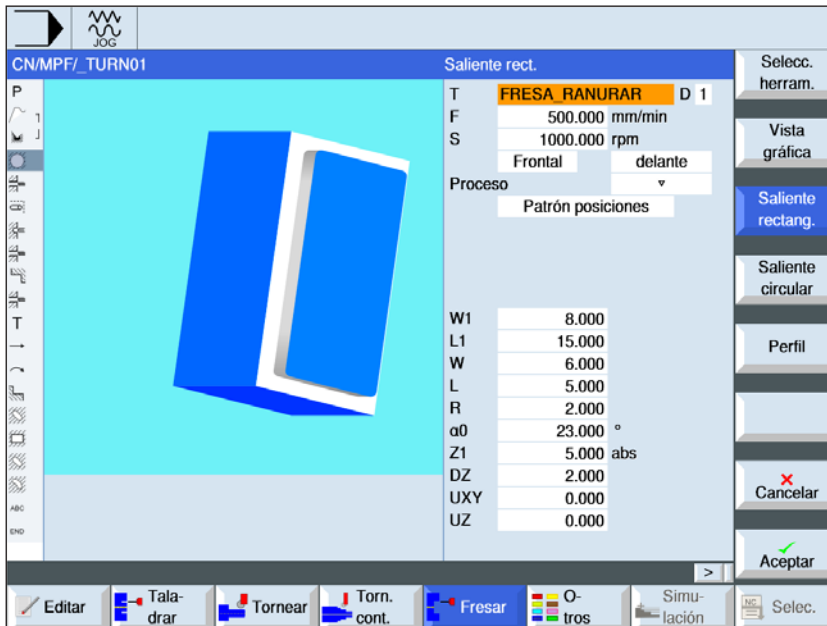 JOG
CN/MPF/_TURN01
Saliente rect.
P
T FRESA_RANURAR D 1
F 500.000 mm/min
S 1000.000 rpm
Frontal delante
Proceso ▿
Patrón posiciones
W1 8.000
L1 15.000
W 6.000
L 5.000
R 2.000
α0 23.000 °
Z1 5.000 abs
DZ 2.000
UXY 0.000
UZ 0.000
T
ABC
END
Selecc.
herram.
Vista
gráfica
Saliente
rectang.
Saliente
circular
Perfil
Cancelar
Aceptar
>
Editar
Tala-
drar
Tornear
Torn.
cont.
Fresar
O-
tros
Simu-
lación
NC
Selec.